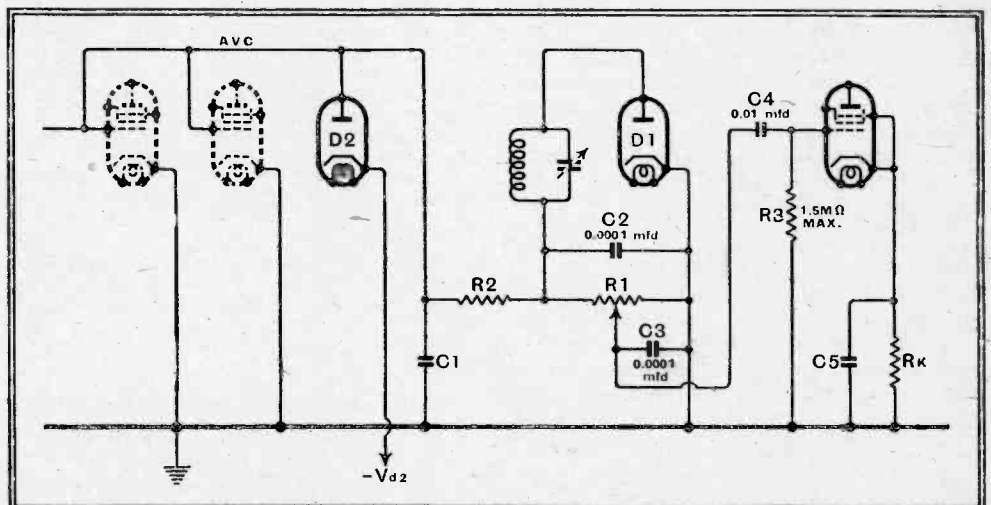 AVC
D2
D1
C4
0.01 mfd
R3
1.5MΩ
MAX.
C2
0.0001 mfd
R2
R1
C3
0.0001
mfd
C1
C5
RK
-Vd2